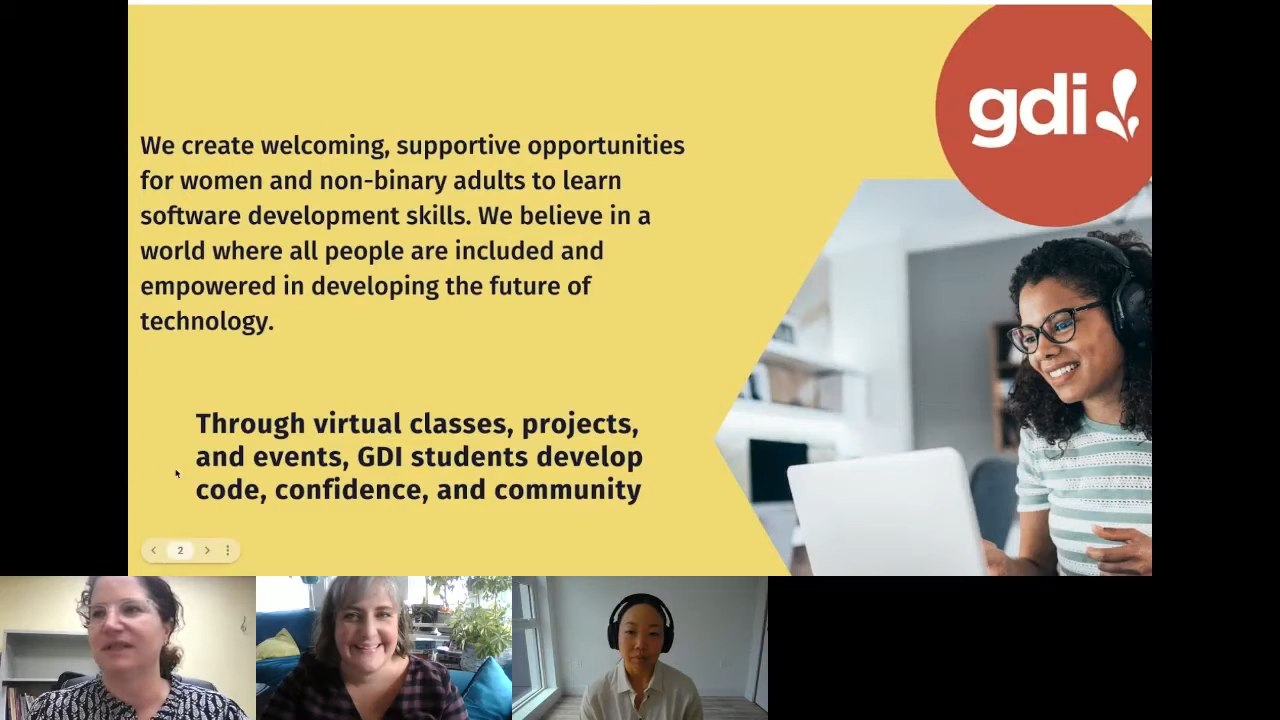 gdi
We create welcoming, supportive opportunities
for women and non-binary adults to learn
software development skills. We believe in a
world where all people are included and
empowered in developing the future of
technology.
Through virtual classes, projects,
and events, GDI students develop
code, confidence, and community
2